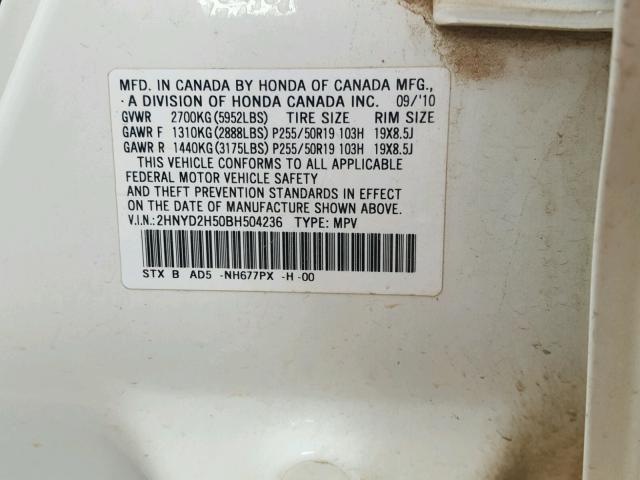 MFD. IN CANADA BY HONDA OF CANADA MFG.,
A DIVISION OF HONDA CANADA INC. 09/'10
GVWR 2700KG(5952LBS) TIRE SIZE RIM SIZE
GAWR F 1310KG(2888LBS) P255/50R19 103H 19X8.5J
GAWR R 1440KG(3175LBS) P255/50R19 103H 19X8.5J
THIS VEHICLE CONFORMS TO ALL APPLICABLE
FEDERAL MOTOR VEHICLE SAFETY
AND THEFT PREVENTION STANDARDS IN EFFECT
ON THE DATE OF MANUFACTURE SHOWN ABOVE.
V.I.N.:2HNYD2H50BH504236 TYPE: MPV
STX B AD5 -NH677PX -H -00